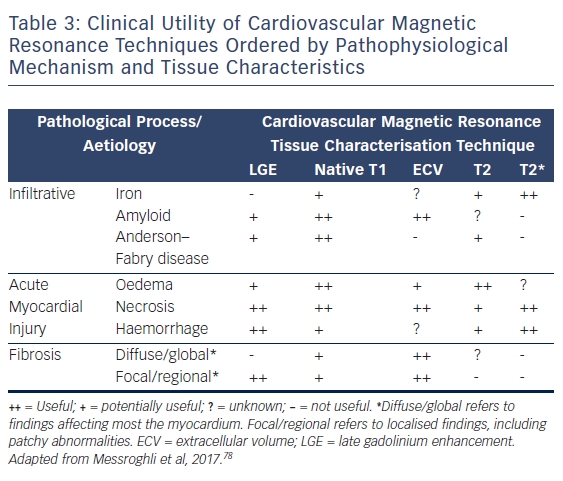 Table 3: Clinical Utility of Cardiovascular Magnetic
Resonance Techniques Ordered by Pathophysiological
Mechanism and Tissue Characteristics
Pathological Process/ Cardiovascular Magnetic Resonance
Aetiology Tissue Characterisation Technique
LGE Native T1 ECV T2 T2*
Infiltrative Iron - + ? + ++
Amyloid + ++ ++ ? -
Anderson– + ++ - + -
Fabry disease
Acute Oedema + ++ + ++ ?
Myocardial Necrosis ++ ++ ++ + ++
Injury Haemorrhage ++ + ? + ++
Fibrosis Diffuse/global* - + ++ ? -
Focal/regional* ++ + ++ - -
++ = Useful; + = potentially useful; ? = unknown; – = not useful. *Diffuse/global refers to
findings affecting most the myocardium. Focal/regional refers to localised findings, including
patchy abnormalities. ECV = extracellular volume; LGE = late gadolinium enhancement.
Adapted from Messroghli et al, 2017.78